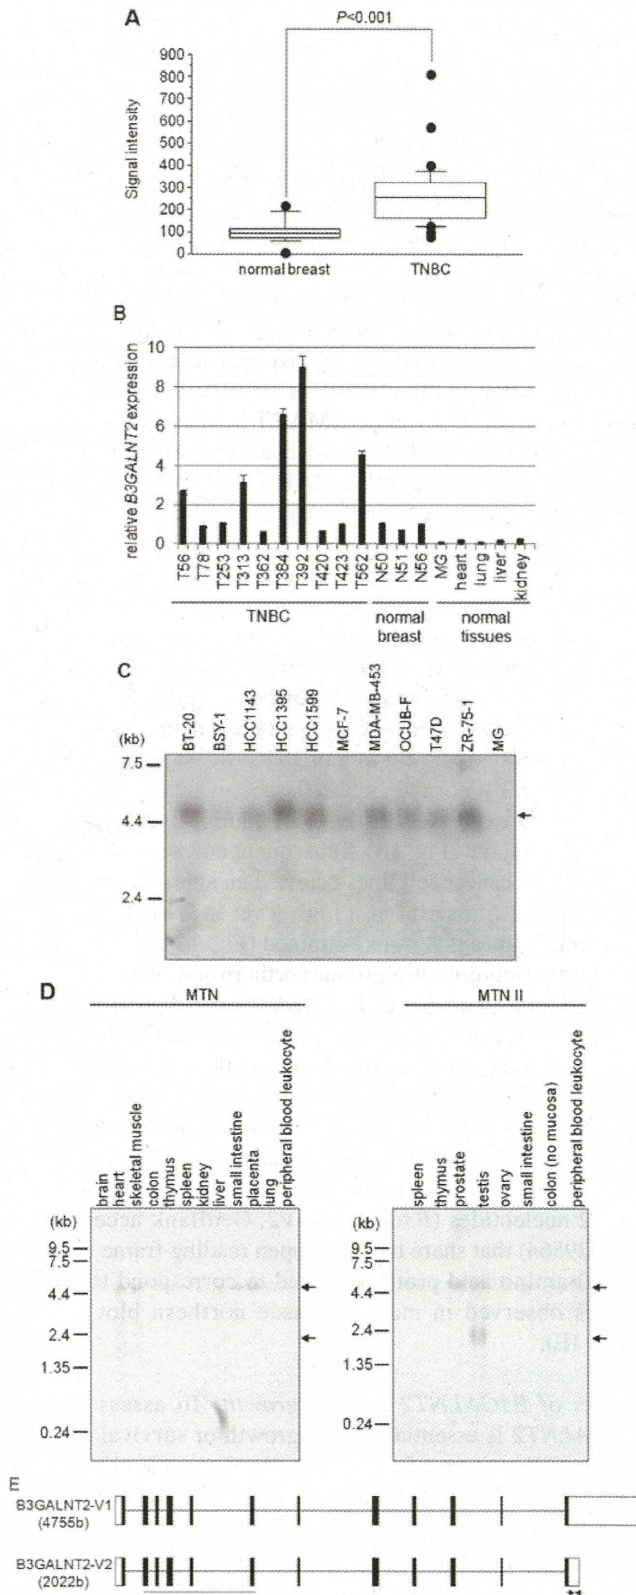 A
P<0.001
Signal intensity
900
800
700
600
500
400
300
200
100
0
normal breast
TNBC
B
relative B3GALNT2 expression
10
8
6
4
2
0
T56
T78
T253
T313
T362
T384
T392
T420
T423
T562
N50
N51
N56
MG
heart
lung
liver
kidney
TNBC
normal breast
normal tissues
C
(kb)
BT-20
BSY-1
HCC1143
HCC1395
HCC1599
MCF-7
MDA-MB-453
OCUB-F
T47D
ZR-75-1
MG
7.5
4.4
2.4
D
MTN
MTN II
brain
heart
skeletal muscle
colon
thymus
spleen
kidney
liver
small intestine
placenta
lung
peripheral blood leukocyte
spleen
thymus
prostate
testis
ovary
small intestine
colon (no mucosa)
peripheral blood leukocyte
(kb)
9.5
7.5
4.4
2.4
1.35
0.24
(kb)
9.5
7.5
4.4
2.4
1.35
0.24
E
B3GALNT2-V1
(4755b)
B3GALNT2-V2
(2022b)